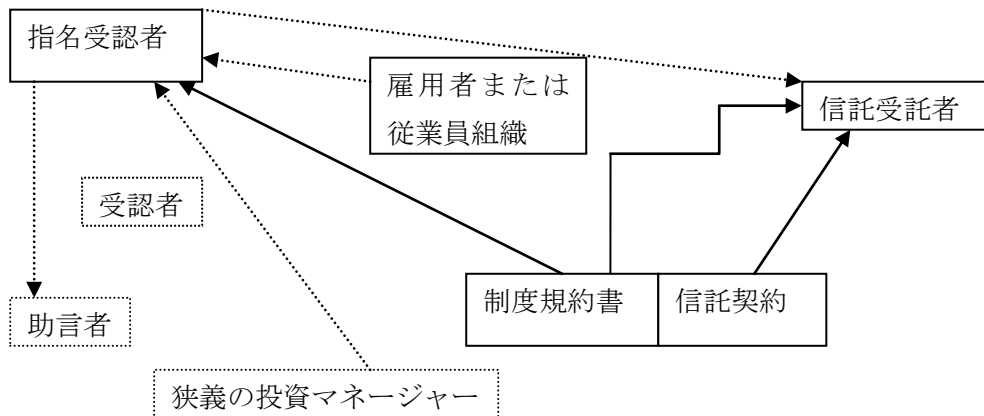 指名受認者
雇用者または
従業員組織
信託受託者
受認者
制度規約書
信託契約
助言者
狭義の投資マネージャー